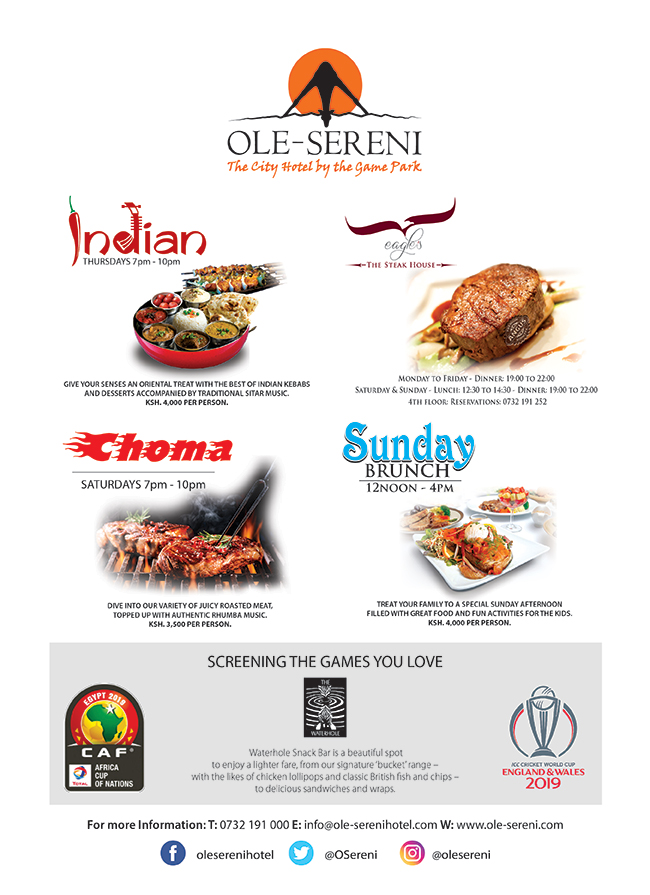 OLE-SERENI
The City Hotel by the Game Park
Indian
THURSDAYS 7pm - 10pm
GIVE YOUR SENSES AN ORIENTAL TREAT WITH THE BEST OF INDIAN KEBABS
AND DESSERTS ACCOMPANIED BY TRADITIONAL SITAR MUSIC.
KSH. 4,000 PER PERSON.
eagles
THE STEAK HOUSE
ANGUS
MONDAY TO FRIDAY - DINNER: 19:00 TO 22:00
SATURDAY & SUNDAY - LUNCH: 12:30 TO 14:30 - DINNER: 19:00 TO 22:00
4TH FLOOR: RESERVATIONS: 0732 191 252
Choma
SATURDAYS 7pm - 10pm
DIVE INTO OUR VARIETY OF JUICY ROASTED MEAT,
TOPPED UP WITH AUTHENTIC RHUMBA MUSIC.
KSH. 3,500 PER PERSON.
Sunday
BRUNCH
12NOON - 4PM
TREAT YOUR FAMILY TO A SPECIAL SUNDAY AFTERNOON
FILLED WITH GREAT FOOD AND FUN ACTIVITIES FOR THE KIDS.
KSH. 4,000 PER PERSON.
SCREENING THE GAMES YOU LOVE
EGYPT 2019
CAF
TOTAL
AFRICA
CUP
OF NATIONS
THE
WATERHOLE
Waterhole Snack Bar is a beautiful spot
to enjoy a lighter fare, from our signature 'bucket' range –
with the likes of chicken lollipops and classic British fish and chips –
to delicious sandwiches and wraps.
ICC CRICKET WORLD CUP
ENGLAND & WALES
2019
For more Information: T: 0732 191 000 E: info@ole-serenihotel.com W: www.ole-sereni.com
oleserenihotel @OSereni @olesereni